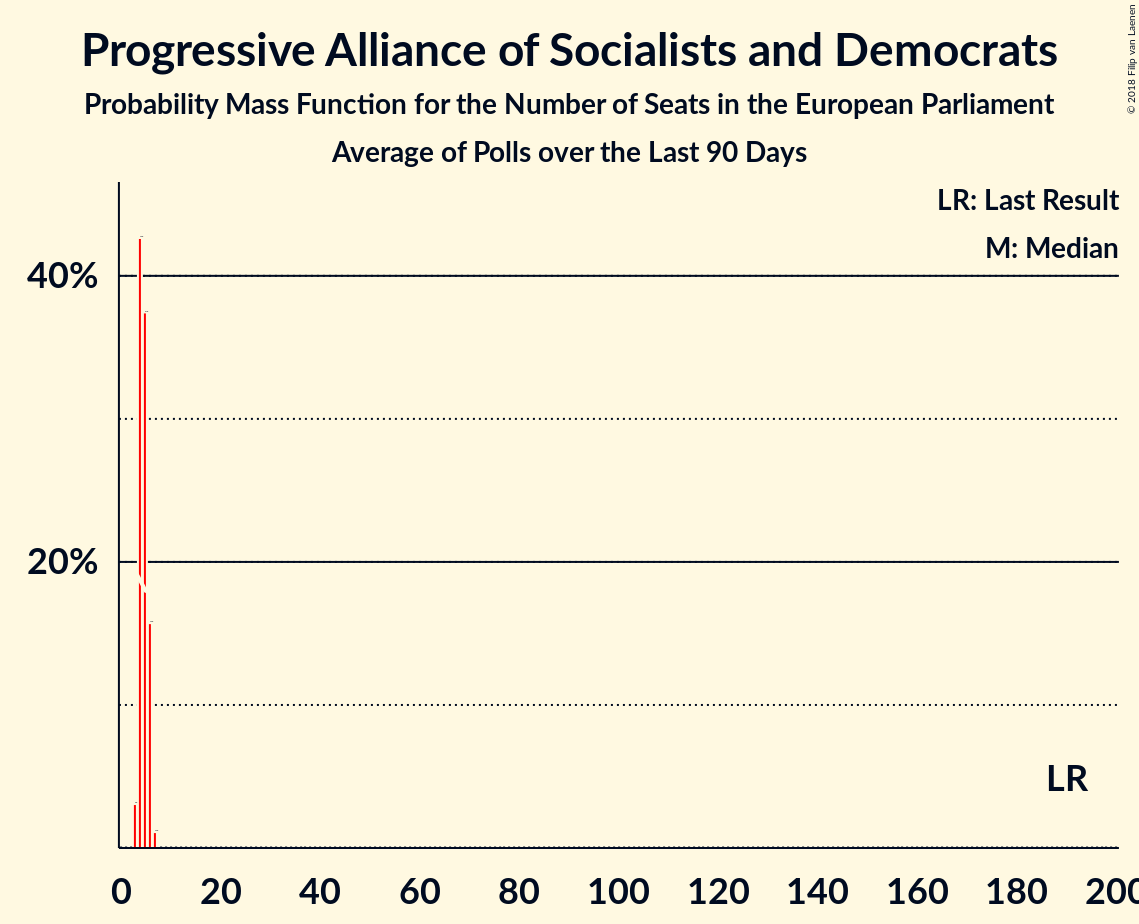 Progressive Alliance of Socialists and Democrats
Probability Mass Function for the Number of Seats in the European Parliament
Average of Polls over the Last 90 Days
© 2018 Filip van Laenen
LR: Last Result
M: Median
40%
20%
LR
0 20 40 60 80 100 120 140 160 180 200